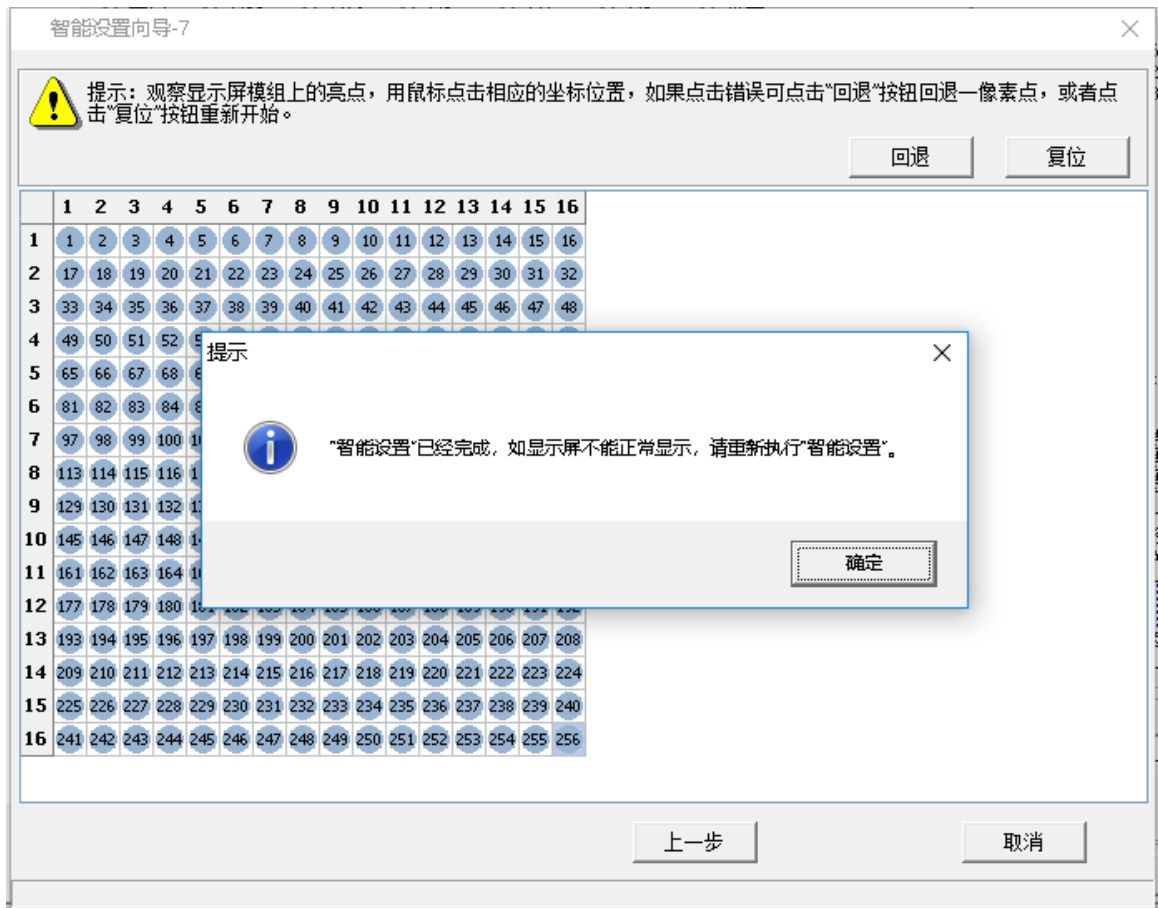 智能设置向导-7
提示：观察显示屏模组上的亮点，用鼠标点击相应的坐标位置，如果点击错误可点击"回退"按钮回退一像素点，或者点
击"复位"按钮重新开始。
回退 复位
1 2 3 4 5 6 7 8 9 10 11 12 13 14 15 16
1 1 2 3 4 5 6 7 8 9 10 11 12 13 14 15 16
2 17 18 19 20 21 22 23 24 25 26 27 28 29 30 31 32
3 33 34 35 36 37 38 39 40 41 42 43 44 45 46 47 48
4 49 50 51 52
5 65 66 67 68
6 81 82 83 84
7 97 98 99 100
8 113 114 115 116
9 129 130 131 132
10 145 146 147 148
11 161 162 163 164
12 177 178 179 180
13 193 194 195 196 197 198 199 200 201 202 203 204 205 206 207 208
14 209 210 211 212 213 214 215 216 217 218 219 220 221 222 223 224
15 225 226 227 228 229 230 231 232 233 234 235 236 237 238 239 240
16 241 242 243 244 245 246 247 248 249 250 251 252 253 254 255 256
提示
"智能设置"已经完成，如显示屏不能正常显示，请重新执行"智能设置"。
确定
上一步 取消